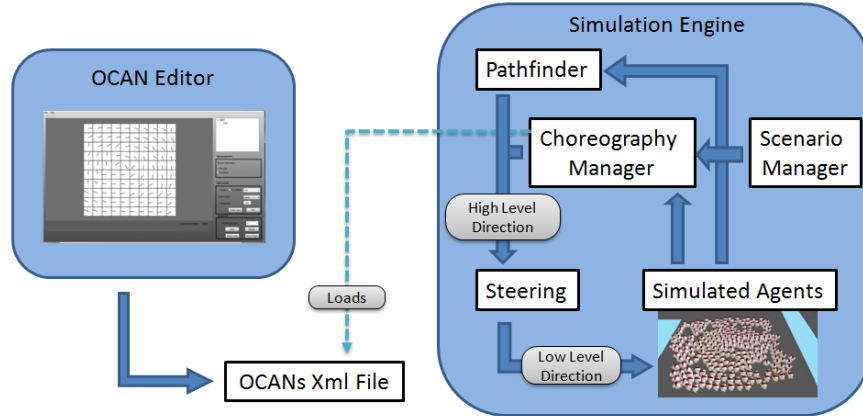 Simulation Engine
OCAN Editor
Pathfinder
Choreography
Manager
Scenario
Manager
High Level
Direction
Loads
Steering
Simulated Agents
Low Level
Direction
OCANs Xml File